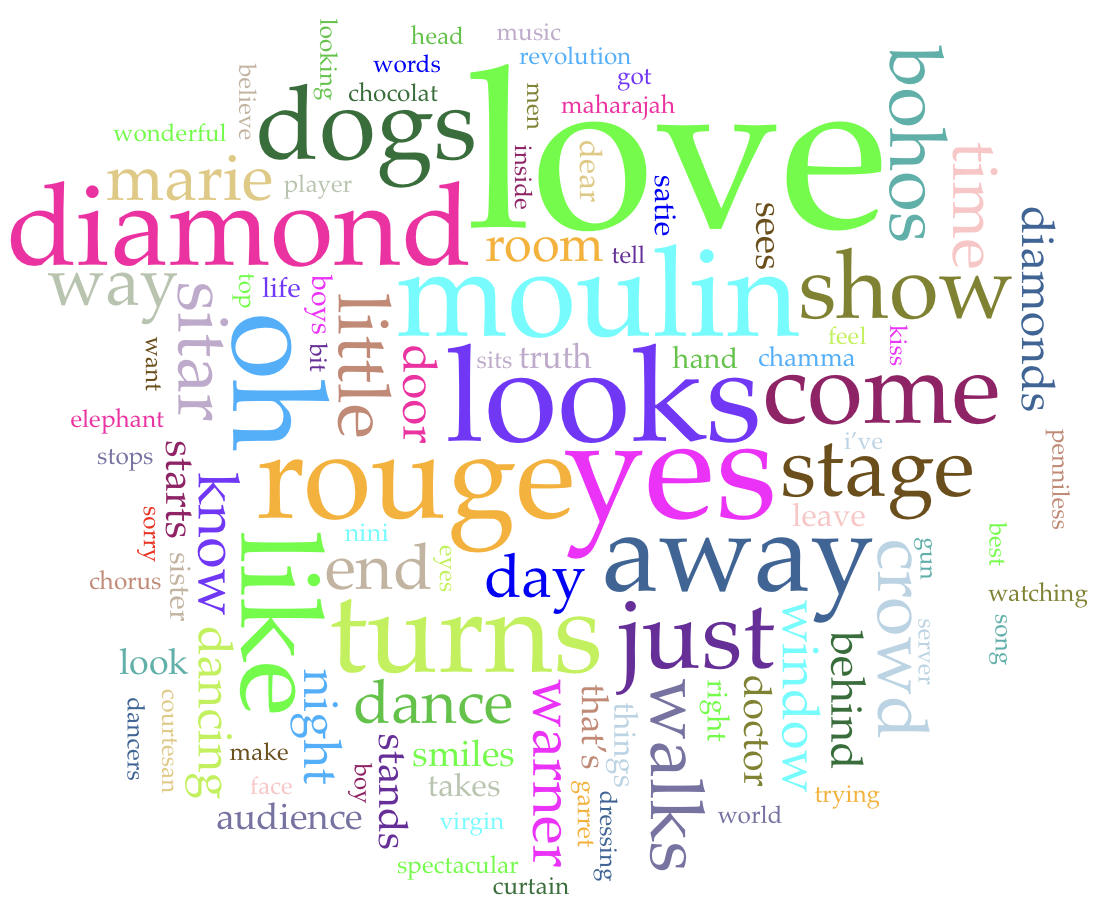 looking
head
music
words
revolution
believe
chocolat
men
got
maharajah
wonderful
dogs
love
bohos
time
inside
dear
marie
player
satie
sees
diamond
room
tell
diamonds
way
sitar
top
life
boys
little
moulin
show
oh
bit
want
door
sits
truth
hand
chamma
feel
kiss
looks
come
elephant
stops
starts
rouge
yes
i've
stage
penniless
know
sorry
nini
leave
like
end
eyes
day
away
crowd
gun
best
chorus
sister
watching
turns
just
window
behind
server
song
look
dancing
night
dance
warner
that's
things
walks
right
doctor
dancers
courtesan
make
boy
stands
smiles
takes
face
garret
dressing
trying
audience
virgin
world
spectacular
curtain